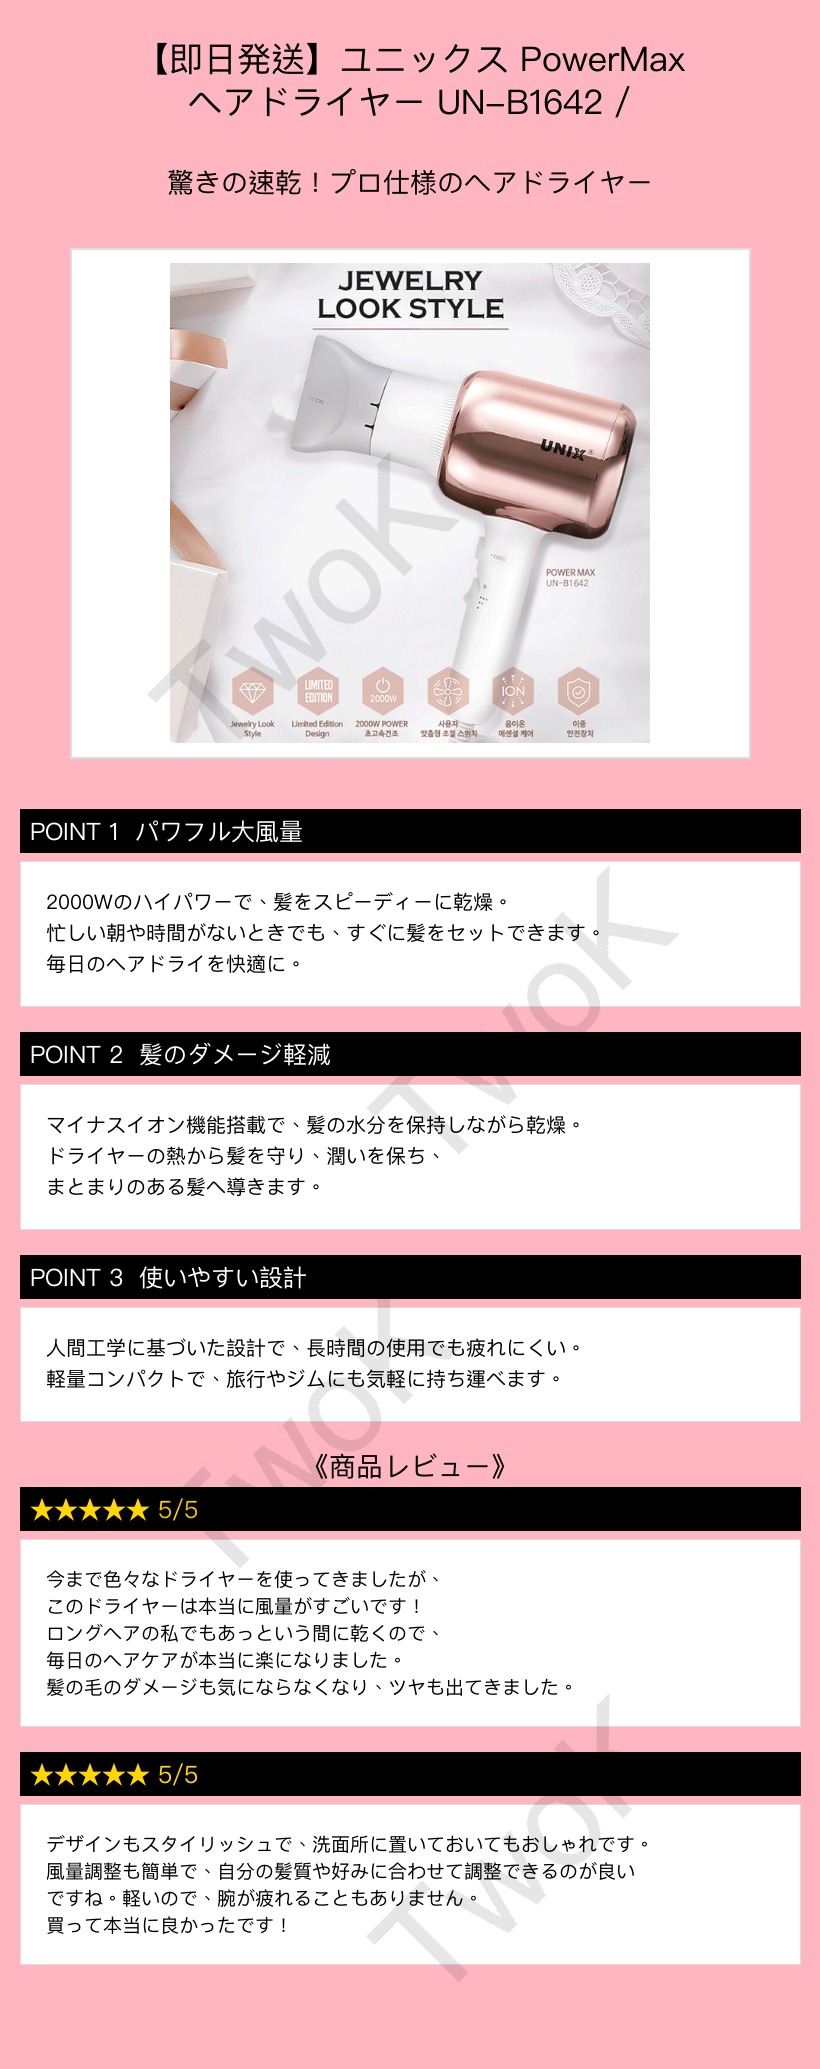 【即日発送】ユニックス PowerMax
ヘアドライヤー UN-B1642 /
驚きの速乾！プロ仕様のヘアドライヤー
JEWELRY
LOOK STYLE
UNIX
POWER MAX
UN-B1642
LIMITED
EDITION
2000W
ION
Jewelry Look
Style
Limited Edition
Design
2000W POWER
초고속건조
사용자
맞춤형 조절 스위치
음이온
에센셜 케어
이중
안전장치
TwoK
POINT 1 パワフル大風量
2000Wのハイパワーで、髪をスピーディーに乾燥。
忙しい朝や時間がないときでも、すぐに髪をセットできます。
毎日のヘアドライを快適に。
TwoK
POINT 2 髪のダメージ軽減
マイナスイオン機能搭載で、髪の水分を保持しながら乾燥。
ドライヤーの熱から髪を守り、潤いを保ち、
まとまりのある髪へ導きます。
POINT 3 使いやすい設計
人間工学に基づいた設計で、長時間の使用でも疲れにくい。
軽量コンパクトで、旅行やジムにも気軽に持ち運べます。
TwoK
《商品レビュー》
★★★★★ 5/5
今まで色々なドライヤーを使ってきましたが、
このドライヤーは本当に風量がすごいです！
ロングヘアの私でもあっという間に乾くので、
毎日のヘアケアが本当に楽になりました。
髪の毛のダメージも気にならなくなり、ツヤも出てきました。
★★★★★ 5/5
デザインもスタイリッシュで、洗面所に置いておいてもおしゃれです。
風量調整も簡単で、自分の髪質や好みに合わせて調整できるのが良い
ですね。軽いので、腕が疲れることもありません。
買って本当に良かったです！
TwoK